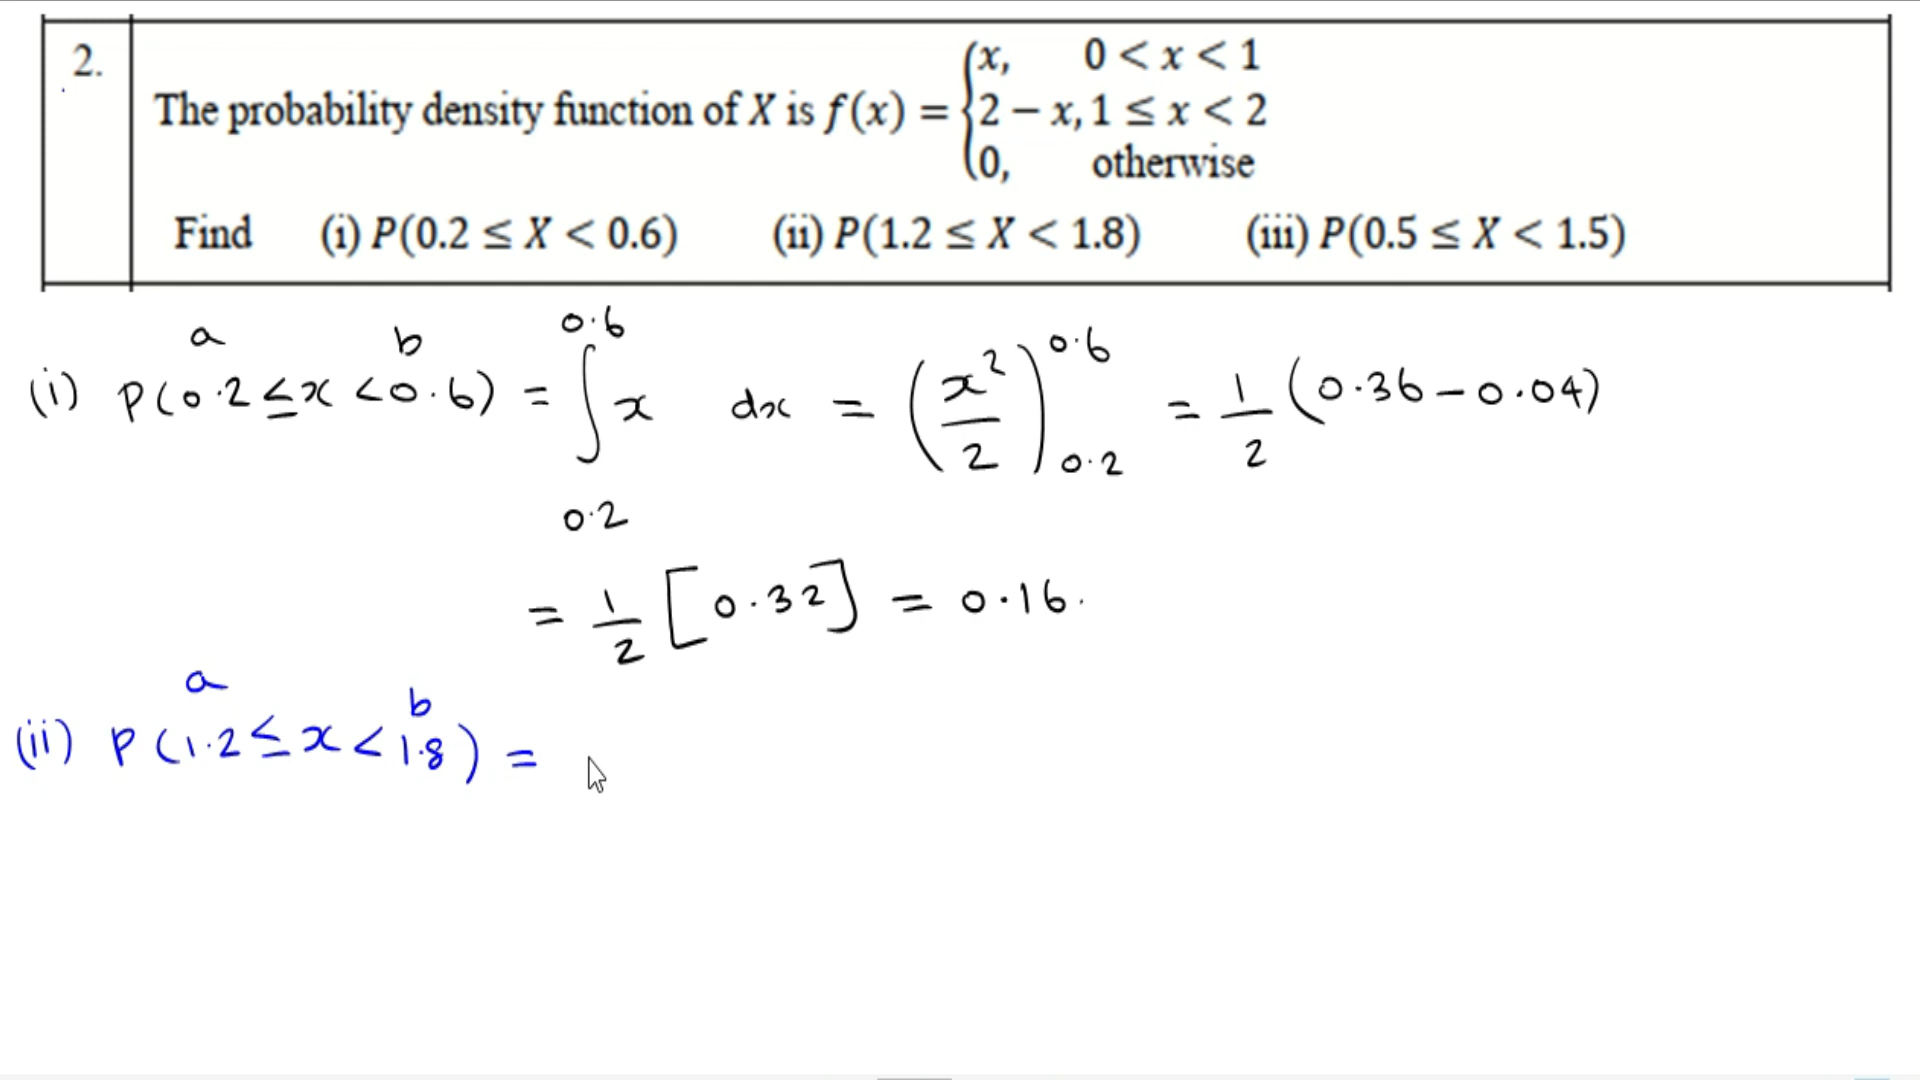 2.
The probability density function of X is f(x) = {x, 0 < x < 1
2 − x, 1 ≤ x < 2
0, otherwise
Find (i) P(0.2 ≤ X < 0.6) (ii) P(1.2 ≤ X < 1.8) (iii) P(0.5 ≤ X < 1.5)
a b
(i) P(0.2 ≤ x < 0.6) = ∫_{0.2}^{0.6} x dx = (x²/2)_{0.2}^{0.6} = 1/2 (0.36 − 0.04)
= 1/2 [0.32] = 0.16.
a b
(ii) P(1.2 ≤ x < 1.8) =